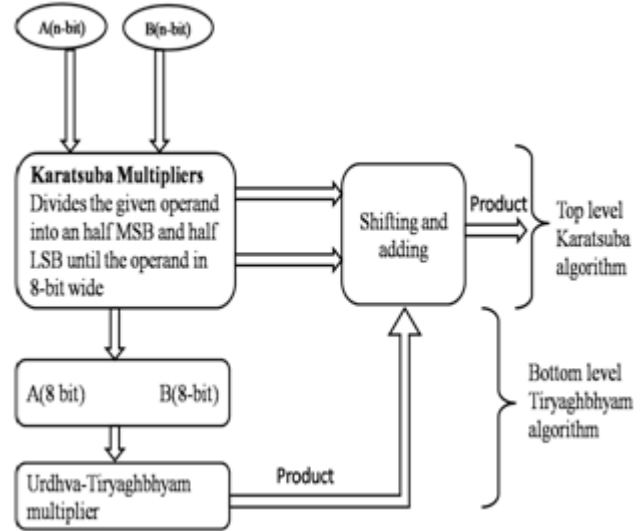 A(n-bit)
B(n-bit)
Karatsuba Multipliers
Divides the given operand
into an half MSB and half
LSB until the operand in
8-bit wide
Shifting and
adding
Product
Top level
Karatsuba
algorithm
A(8 bit) B(8-bit)
Bottom level
Tiryaghbhyam
algorithm
Urdhva-Tiryaghbhyam
multiplier
Product